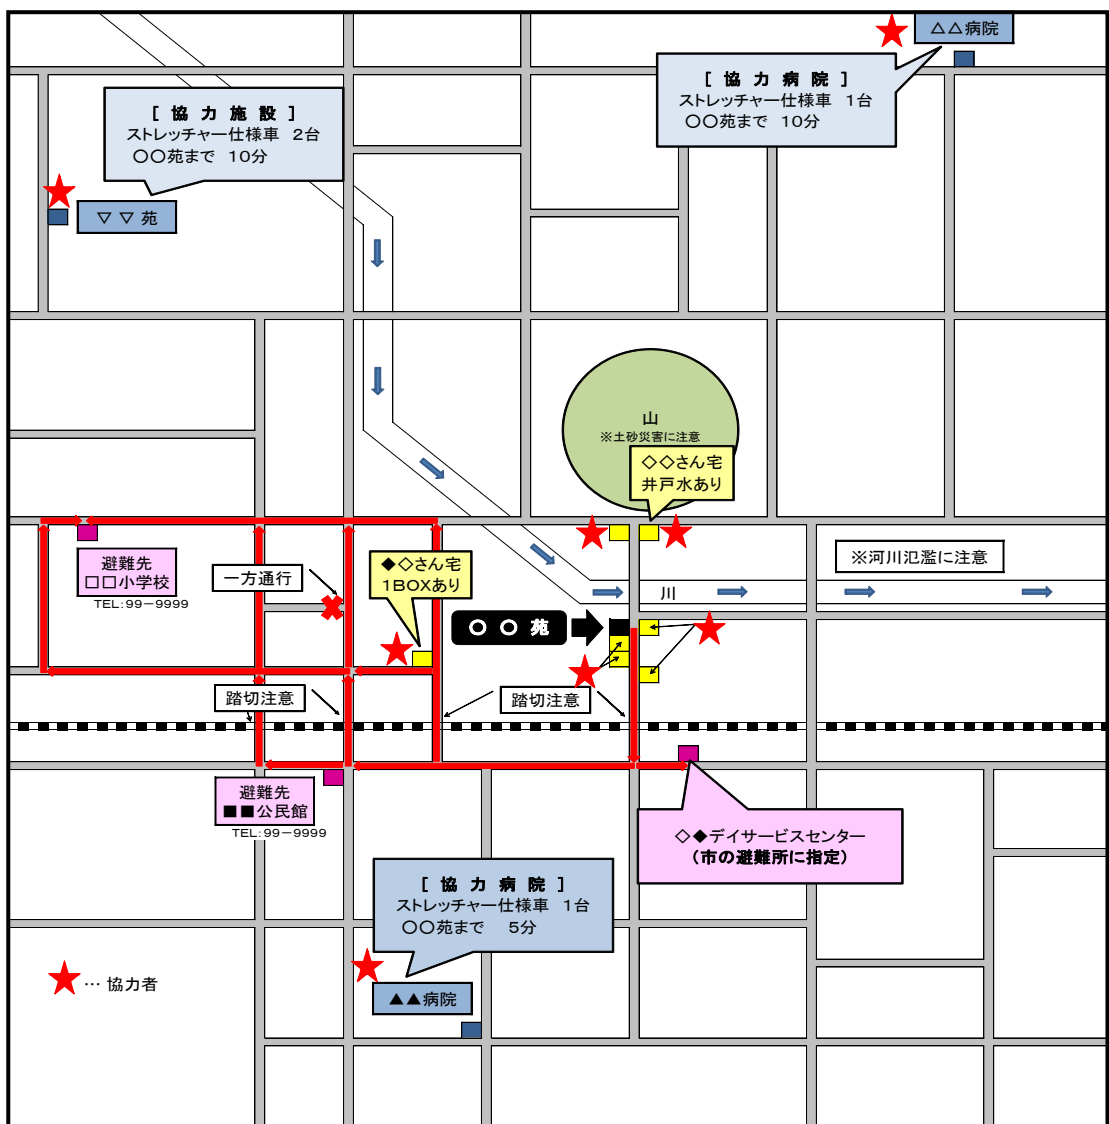 △△病院
［ 協 力 病 院 ］
ストレッチャー仕様車　1台
○○苑まで　10分
［ 協 力 施 設 ］
ストレッチャー仕様車　2台
○○苑まで　10分
▽ ▽ 苑
山
※土砂災害に注意
◇◇さん宅
井戸水あり
避難先
□□小学校
TEL：99－9999
一方通行
◆◇さん宅
1BOXあり
※河川氾濫に注意
川
○ ○ 苑
踏切注意
踏切注意
避難先
■■公民館
TEL：99－9999
◇◆デイサービスセンター
（市の避難所に指定）
［ 協 力 病 院 ］
ストレッチャー仕様車　1台
○○苑まで　5分
▲▲病院
★ … 協力者